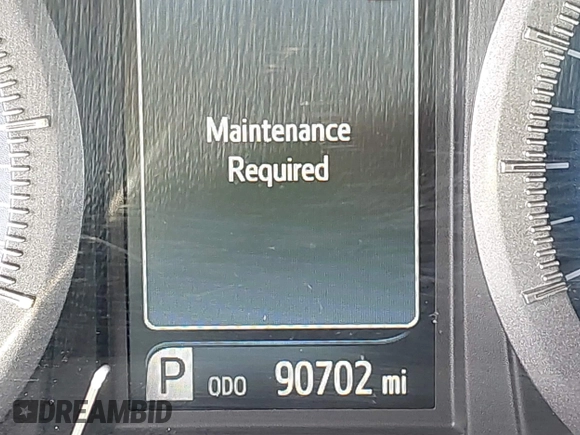 Maintenance
Required
P ODO 90702 mi
DREAMBID